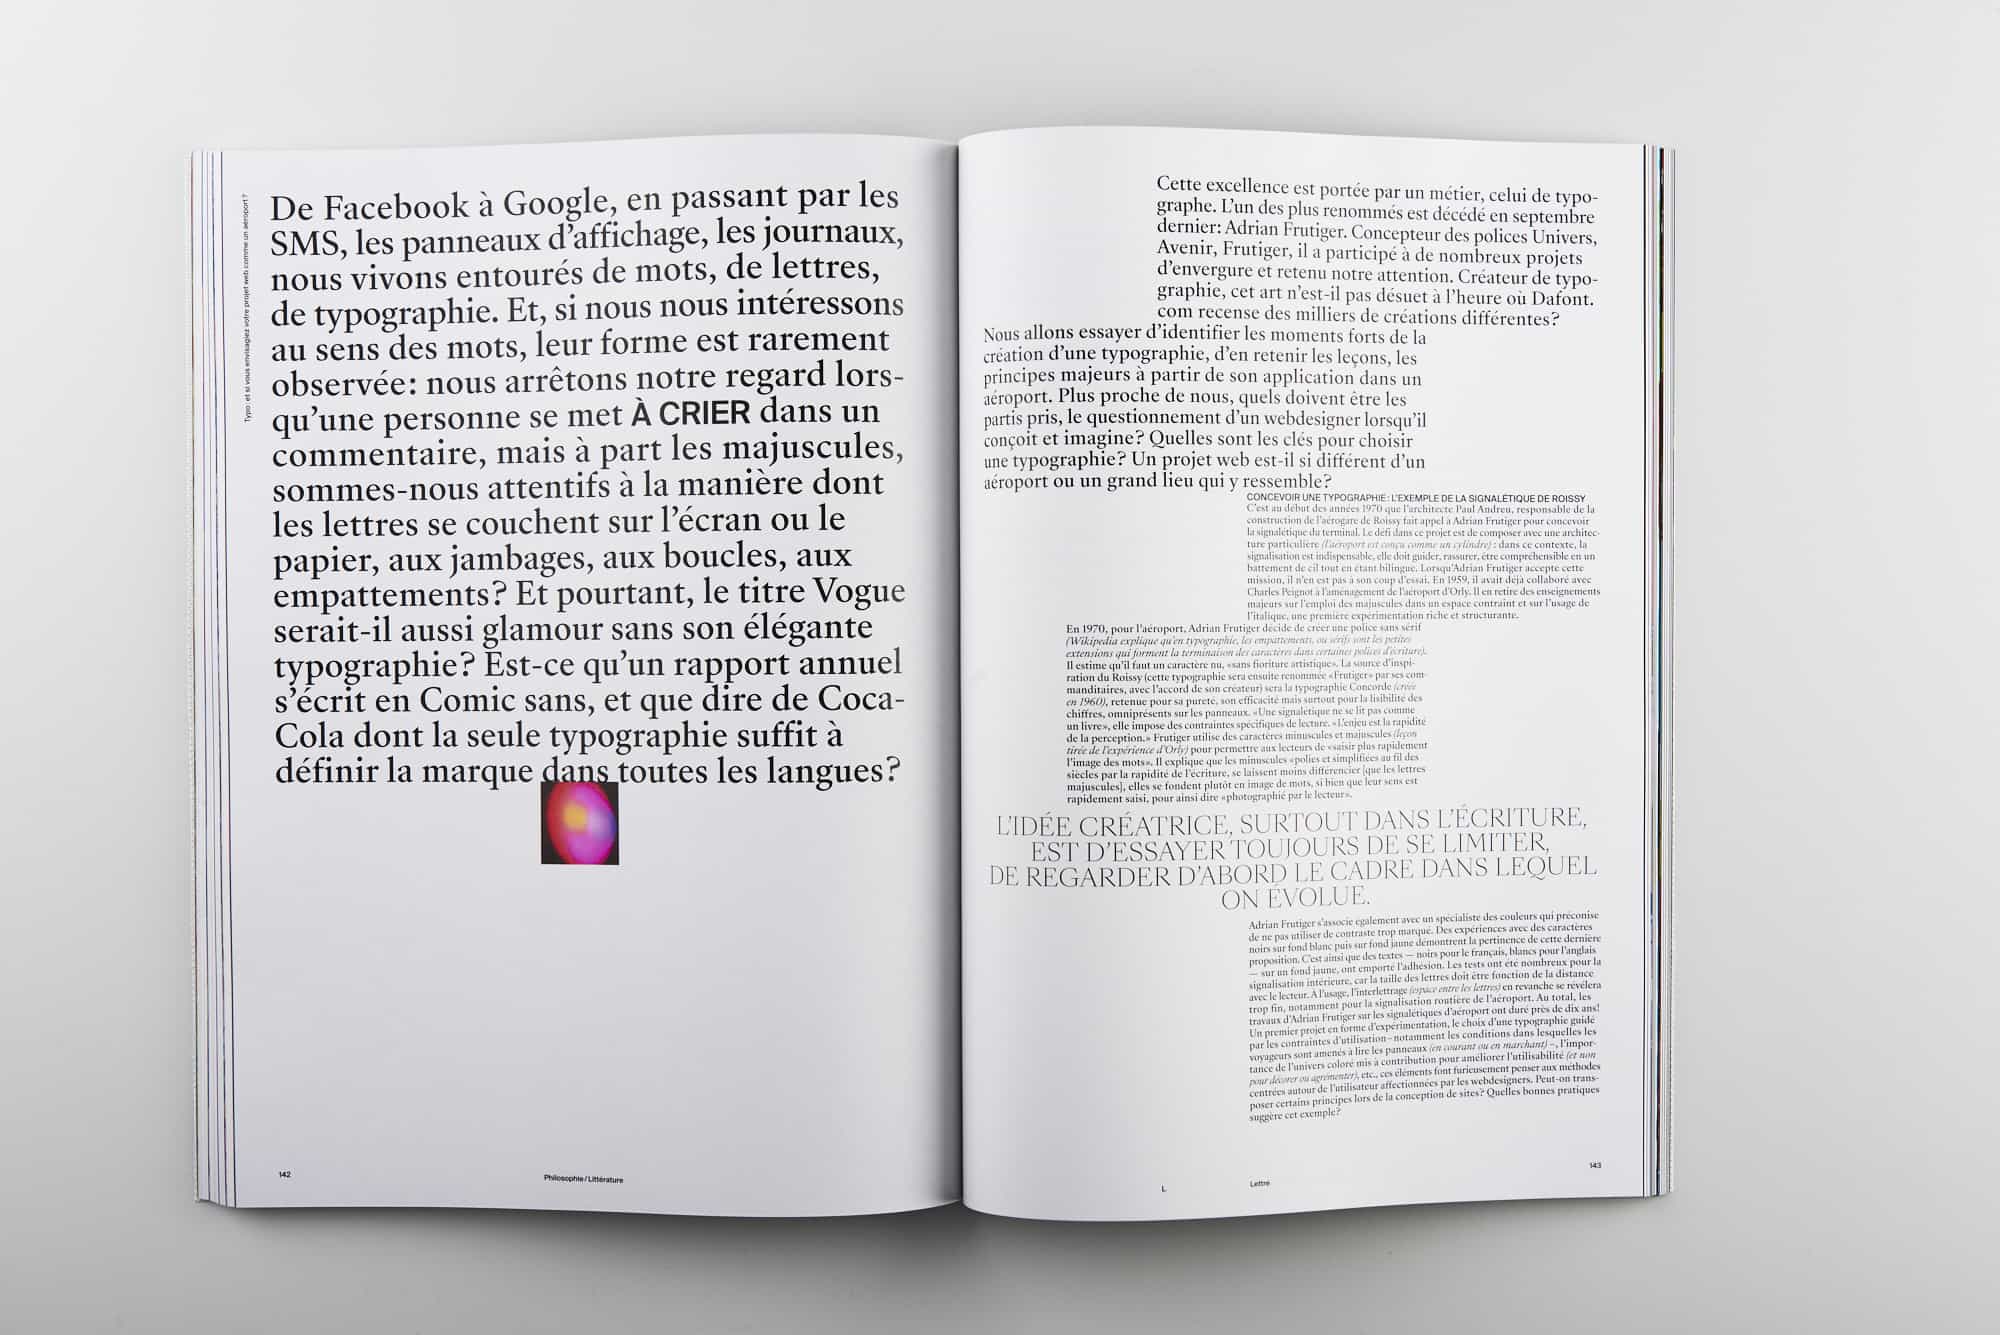 Typo : et si vous envisagiez votre projet web comme un aéroport ?
De Facebook à Google, en passant par les
SMS, les panneaux d’affichage, les journaux,
nous vivons entourés de mots, de lettres,
de typographie. Et, si nous nous intéressons
au sens des mots, leur forme est rarement
observée: nous arrêtons notre regard lors-
qu’une personne se met À CRIER dans un
commentaire, mais à part les majuscules,
sommes-nous attentifs à la manière dont
les lettres se couchent sur l’écran ou le
papier, aux jambages, aux boucles, aux
empattements? Et pourtant, le titre Vogue
serait-il aussi glamour sans son élégante
typographie? Est-ce qu’un rapport annuel
s’écrit en Comic sans, et que dire de Coca-
Cola dont la seule typographie suffit à
définir la marque dans toutes les langues?
142
Philosophie/Littérature
Cette excellence est portée par un métier, celui de typo-
graphe. L’un des plus renommés est décédé en septembre
dernier: Adrian Frutiger. Concepteur des polices Univers,
Avenir, Frutiger, il a participé à de nombreux projets
d’envergure et retenu notre attention. Créateur de typo-
graphie, cet art n’est-il pas désuet à l’heure où Dafont.
com recense des milliers de créations différentes?
Nous allons essayer d’identifier les moments forts de la
création d’une typographie, d’en retenir les leçons, les
principes majeurs à partir de son application dans un
aéroport. Plus proche de nous, quels doivent être les
partis pris, le questionnement d’un webdesigner lorsqu’il
conçoit et imagine? Quelles sont les clés pour choisir
une typographie? Un projet web est-il si différent d’un
aéroport ou un grand lieu qui y ressemble?
CONCEVOIR UNE TYPOGRAPHIE: L’EXEMPLE DE LA SIGNALÉTIQUE DE ROISSY
C’est au début des années 1970 que l’architecte Paul Andreu, responsable de la
construction de l’aérogare de Roissy fait appel à Adrian Frutiger pour concevoir
la signalétique du terminal. Le défi dans ce projet est de composer avec une architec-
ture particulière (l’aéroport est conçu comme un cylindre) : dans ce contexte, la
signalisation est indispensable, elle doit guider, rassurer, être compréhensible en un
battement de cil tout en étant bilingue. Lorsqu’Adrian Frutiger accepte cette
mission, il n’en est pas à son coup d’essai. En 1959, il avait déjà collaboré avec
Charles Peignot à l’aménagement de l’aéroport d’Orly. Il en retire des enseignements
majeurs sur l’emploi des majuscules dans un espace contraint et sur l’usage de
l’italique, une première expérimentation riche et structurante.
En 1970, pour l’aéroport, Adrian Frutiger décide de créer une police sans sérif
(Wikipedia explique qu’en typographie, les empattements, ou sérifs sont les petites
extensions qui forment la terminaison des caractères dans certaines polices d’écriture).
Il estime qu’il faut un caractère nu, «sans fioriture artistique». La source d’inspi-
ration du Roissy (cette typographie sera ensuite renommée «Frutiger» par ses com-
manditaires, avec l’accord de son créateur) sera la typographie Concorde (créée
en 1960), retenue pour sa pureté, son efficacité mais surtout pour la lisibilité des
chiffres, omniprésents sur les panneaux. «Une signalétique ne se lit pas comme
un livre», elle impose des contraintes spécifiques de lecture. «L’enjeu est la rapidité
de la perception.» Frutiger utilise des caractères minuscules et majuscules (leçon
tirée de l’expérience d’Orly) pour permettre aux lecteurs de «saisir plus rapidement
l’image des mots». Il explique que les minuscules «polies et simplifiées au fil des
siècles par la rapidité de l’écriture, se laissent moins différencier [que les lettres
majuscules], elles se fondent plutôt en image de mots, si bien que leur sens est
rapidement saisi, pour ainsi dire «photographié par le lecteur».
L’IDÉE CRÉATRICE, SURTOUT DANS L’ÉCRITURE,
EST D’ESSAYER TOUJOURS DE SE LIMITER,
DE REGARDER D’ABORD LE CADRE DANS LEQUEL
ON ÉVOLUE.
Adrian Frutiger s’associe également avec un spécialiste des couleurs qui préconise
de ne pas utiliser de contraste trop marqué. Des expériences avec des caractères
noirs sur fond blanc puis sur fond jaune démontrent la pertinence de cette dernière
proposition. C’est ainsi que des textes — noirs pour le français, blancs pour l’anglais
— sur un fond jaune, ont emporté l’adhésion. Les tests ont été nombreux pour la
signalisation intérieure, car la taille des lettres doit être fonction de la distance
avec le lecteur. À l’usage, l’interlettrage (espace entre les lettres) en revanche se révèlera
trop fin, notamment pour la signalisation routière de l’aéroport. Au total, les
travaux d’Adrian Frutiger sur les signalétiques d’aéroport ont duré près de dix ans!
Un premier projet en forme d’expérimentation, le choix d’une typographie guidé
par les contraintes d’utilisation–notamment les conditions dans lesquelles les
voyageurs sont amenés à lire les panneaux (en courant ou en marchant) –, l’impor-
tance de l’univers coloré mis à contribution pour améliorer l’utilisabilité (et non
pour décorer ou agrémenter), etc., ces éléments font furieusement penser aux méthodes
centrées autour de l’utilisateur affectionnées par les webdesigners. Peut-on trans-
poser certains principes lors de la conception de sites? Quelles bonnes pratiques
suggère cet exemple?
L
Lettre
143